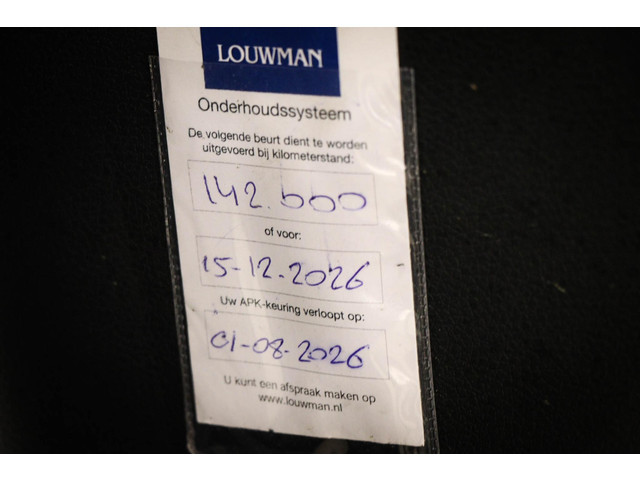 LOUWMAN
Onderhoudssysteem
De volgende beurt dient te worden
uitgevoerd bij kilometerstand:
142.000
of voor:
15-12-2026
Uw APK-keuring verloopt op:
01-08-2026
U kunt een afspraak maken op
www.louwman.nl